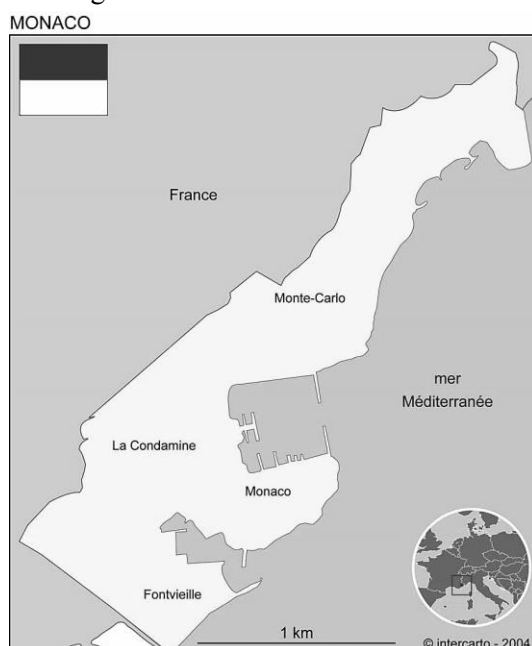 MONACO
France
Monte-Carlo
mer
Méditerranée
La Condamine
Monaco
Fontvieille
1 km
© intercarto - 2004